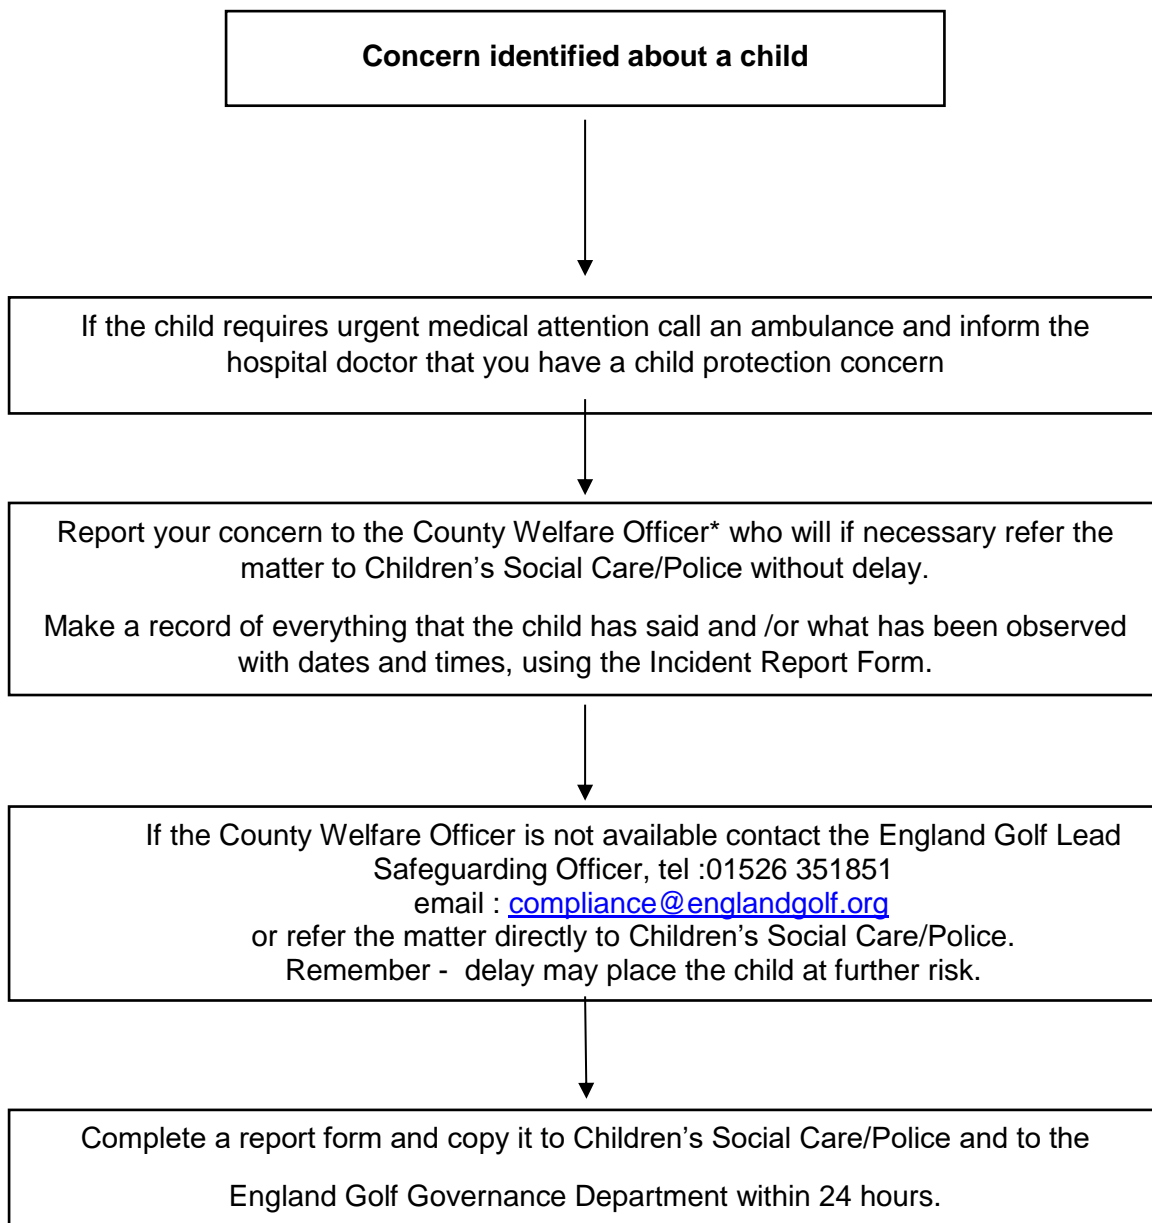 Concern identified about a child
If the child requires urgent medical attention call an ambulance and inform the
hospital doctor that you have a child protection concern
Report your concern to the County Welfare Officer* who will if necessary refer the
matter to Children’s Social Care/Police without delay.
Make a record of everything that the child has said and /or what has been observed
with dates and times, using the Incident Report Form.
If the County Welfare Officer is not available contact the England Golf Lead
Safeguarding Officer, tel :01526 351851
email : compliance@englandgolf.org
or refer the matter directly to Children’s Social Care/Police.
Remember -  delay may place the child at further risk.
Complete a report form and copy it to Children’s Social Care/Police and to the
England Golf Governance Department within 24 hours.